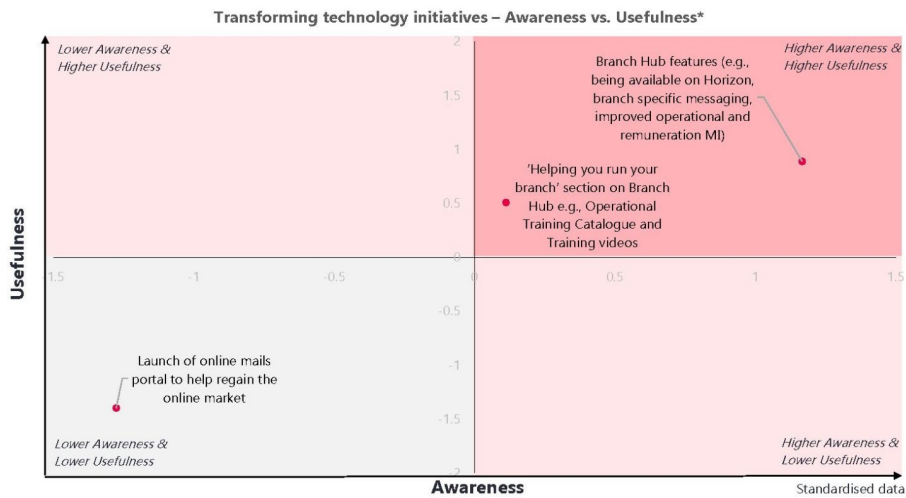 Transforming technology initiatives – Awareness vs. Usefulness*
Lower Awareness &
Higher Usefulness
Higher Awareness &
Higher Usefulness
2
1.5
1
0.5
0
-0.5
-1
-1.5
-2
-1.5
-1
-0.5
0
0.5
1
1.5
Branch Hub features (e.g.,
being available on Horizon,
branch specific messaging,
improved operational and
remuneration MI)
'Helping you run your
branch' section on Branch
Hub e.g., Operational
Training Catalogue and
Training videos
Launch of online mails
portal to help regain the
online market
Usefulness
Lower Awareness &
Lower Usefulness
Higher Awareness &
Lower Usefulness
Awareness
Standardised data